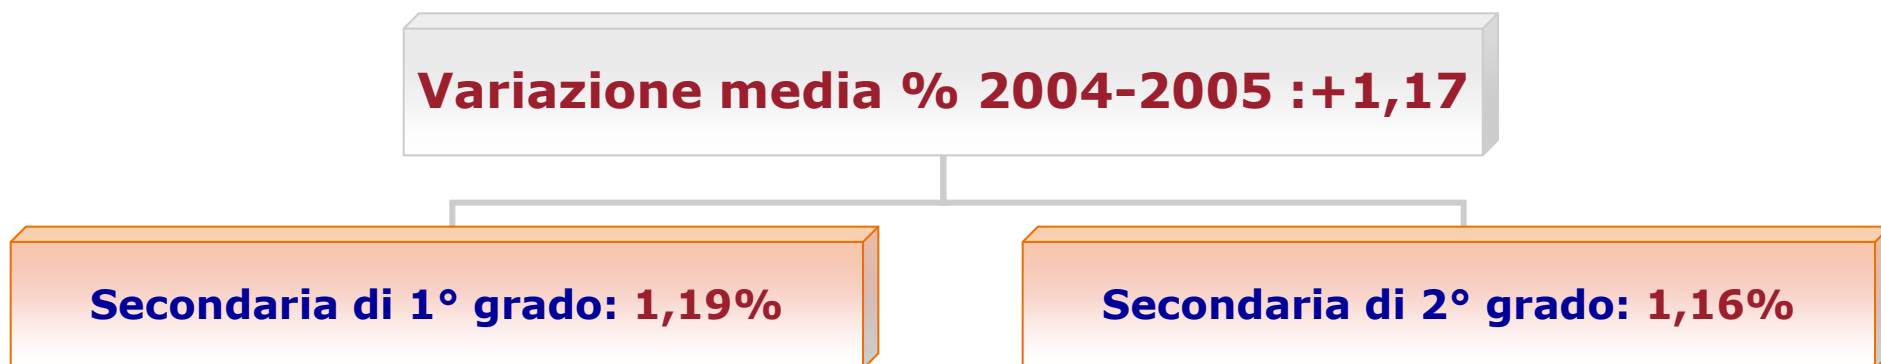 Variazione media % 2004-2005 :+1,17
Secondaria di 1° grado: 1,19%
Secondaria di 2° grado: 1,16%